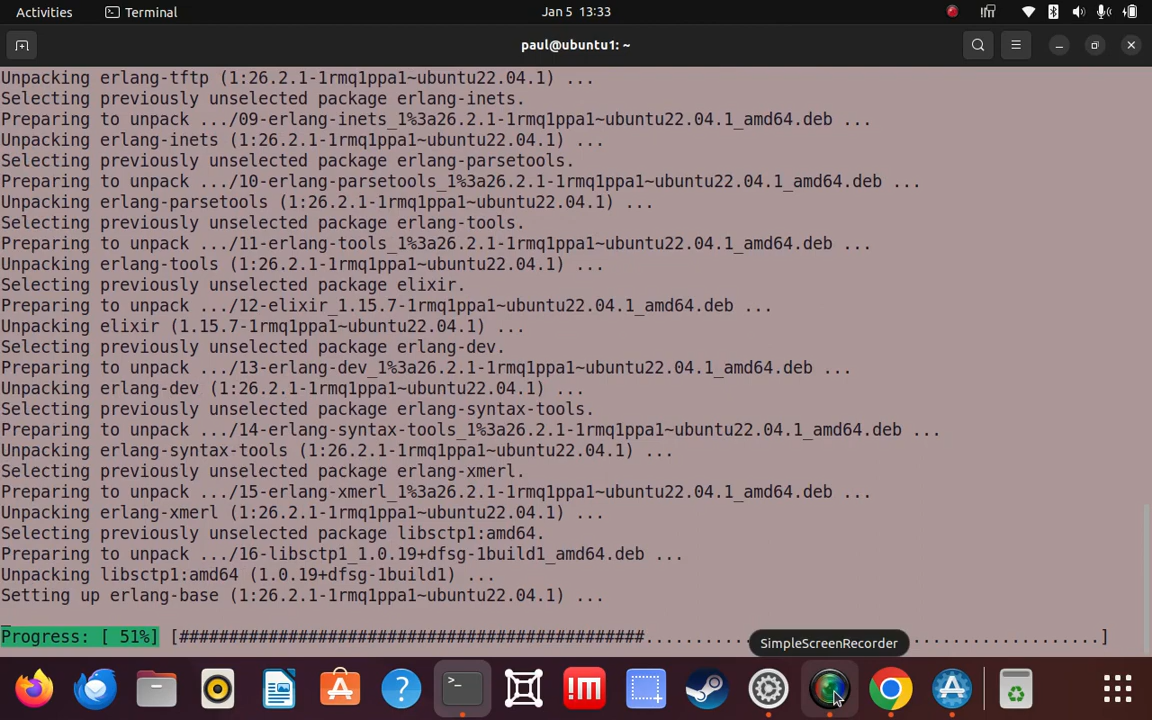 Activities
Terminal
Jan 5 13:33
paul@ubuntu1: ~
Unpacking erlang-tftp (1:26.2.1-1rmq1ppa1~ubuntu22.04.1) ...
Selecting previously unselected package erlang-inets.
Preparing to unpack .../09-erlang-inets_1%3a26.2.1-1rmq1ppa1~ubuntu22.04.1_amd64.deb ...
Unpacking erlang-inets (1:26.2.1-1rmq1ppa1~ubuntu22.04.1) ...
Selecting previously unselected package erlang-parsetools.
Preparing to unpack .../10-erlang-parsetools_1%3a26.2.1-1rmq1ppa1~ubuntu22.04.1_amd64.deb ...
Unpacking erlang-parsetools (1:26.2.1-1rmq1ppa1~ubuntu22.04.1) ...
Selecting previously unselected package erlang-tools.
Preparing to unpack .../11-erlang-tools_1%3a26.2.1-1rmq1ppa1~ubuntu22.04.1_amd64.deb ...
Unpacking erlang-tools (1:26.2.1-1rmq1ppa1~ubuntu22.04.1) ...
Selecting previously unselected package elixir.
Preparing to unpack .../12-elixir_1.15.7-1rmq1ppa1~ubuntu22.04.1_amd64.deb ...
Unpacking elixir (1.15.7-1rmq1ppa1~ubuntu22.04.1) ...
Selecting previously unselected package erlang-dev.
Preparing to unpack .../13-erlang-dev_1%3a26.2.1-1rmq1ppa1~ubuntu22.04.1_amd64.deb ...
Unpacking erlang-dev (1:26.2.1-1rmq1ppa1~ubuntu22.04.1) ...
Selecting previously unselected package erlang-syntax-tools.
Preparing to unpack .../14-erlang-syntax-tools_1%3a26.2.1-1rmq1ppa1~ubuntu22.04.1_amd64.deb ...
Unpacking erlang-syntax-tools (1:26.2.1-1rmq1ppa1~ubuntu22.04.1) ...
Selecting previously unselected package erlang-xmerl.
Preparing to unpack .../15-erlang-xmerl_1%3a26.2.1-1rmq1ppa1~ubuntu22.04.1_amd64.deb ...
Unpacking erlang-xmerl (1:26.2.1-1rmq1ppa1~ubuntu22.04.1) ...
Selecting previously unselected package libsctp1:amd64.
Preparing to unpack .../16-libsctp1_1.0.19+dfsg-1build1_amd64.deb ...
Unpacking libsctp1:amd64 (1.0.19+dfsg-1build1) ...
Setting up erlang-base (1:26.2.1-1rmq1ppa1~ubuntu22.04.1) ...
Progress: [ 51%] [###############################################..............................................]
SimpleScreenRecorder